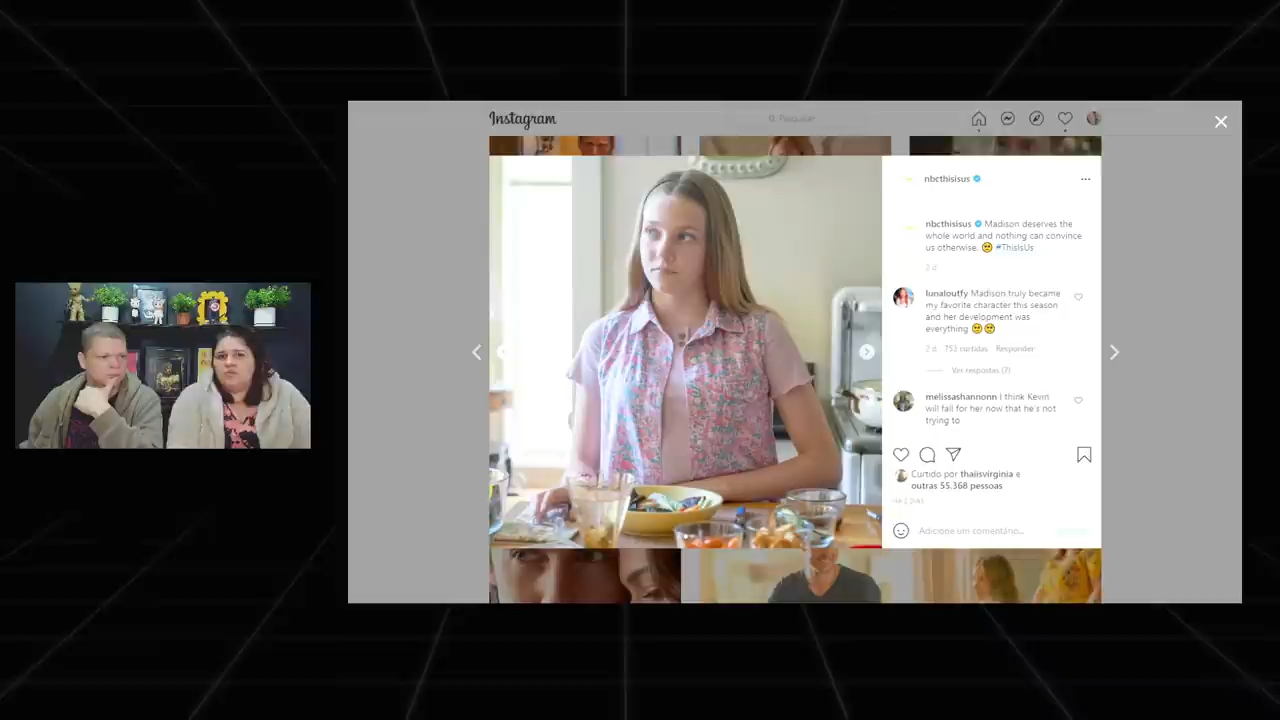 Instagram
Pesquisar
nbcthisisus
nbcthisisus Madison deserves the
whole world and nothing can convince
us otherwise. 🥺 #ThisIsUs
2 d
lunaloutfy Madison truly became
my favorite character this season
and her development was
everything 🥺🥺
2 d 753 curtidas Responder
Ver respostas (7)
melissashannonn I think Kevin
will fall for her now that he's not
trying to
Curtido por thaiisvirginia e
outras 55.368 pessoas
HÁ 2 DIAS
Adicione um comentário...